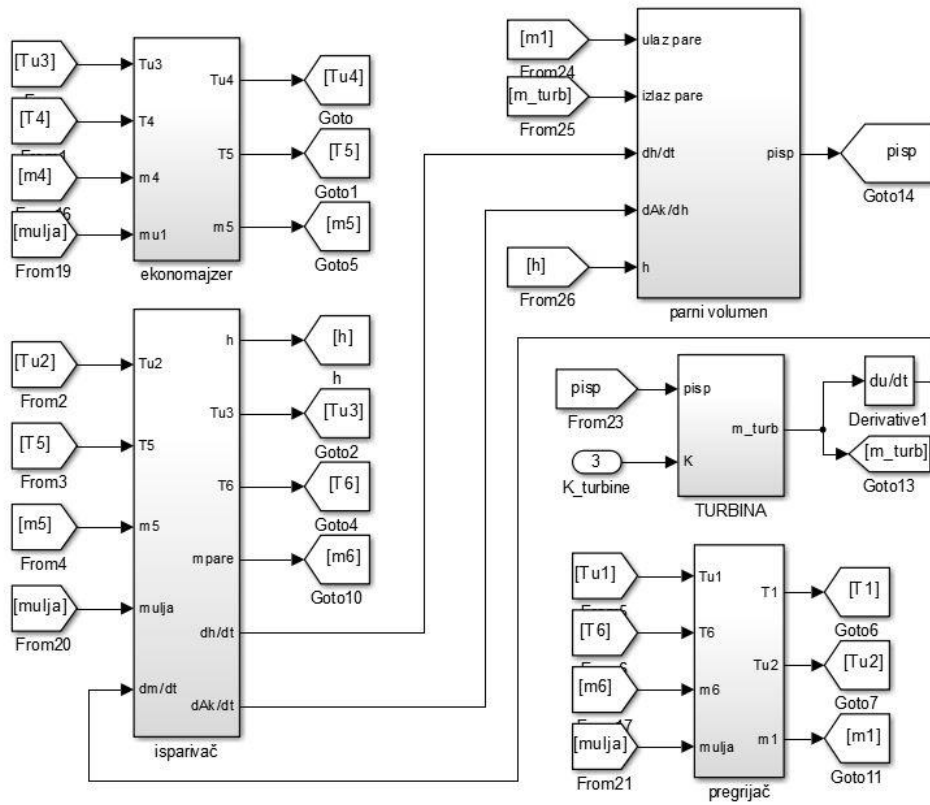 [Tu3]
[T4]
From1
[m4]
From16
[mulja]
From19
Tu3
T4
m4
mu1
Tu4
T5
m5
ekonomajzer
[Tu4]
Goto
[T5]
Goto1
[m5]
Goto5
[m1]
From24
[m_turb]
From25
[h]
From26
ulaz pare
izlaz pare
dh/dt
dAk/dh
h
pisp
parni volumen
pisp
Goto14
[Tu2]
From2
[T5]
From3
[m5]
From4
[mulja]
From20
Tu2
T5
m5
mulja
dm/dt
h
Tu3
T6
mpare
dh/dt
dAk/dt
isparivač
[h]
h
[Tu3]
Goto2
[T6]
Goto4
[m6]
Goto10
pisp
From23
3
K_turbine
pisp
K
m_turb
TURBINA
du/dt
Derivative1
[m_turb]
Goto13
[Tu1]
From5
[T6]
From6
[m6]
From17
[mulja]
From21
Tu1
T6
m6
mulja
T1
Tu2
m1
pregrijač
[T1]
Goto6
[Tu2]
Goto7
[m1]
Goto11